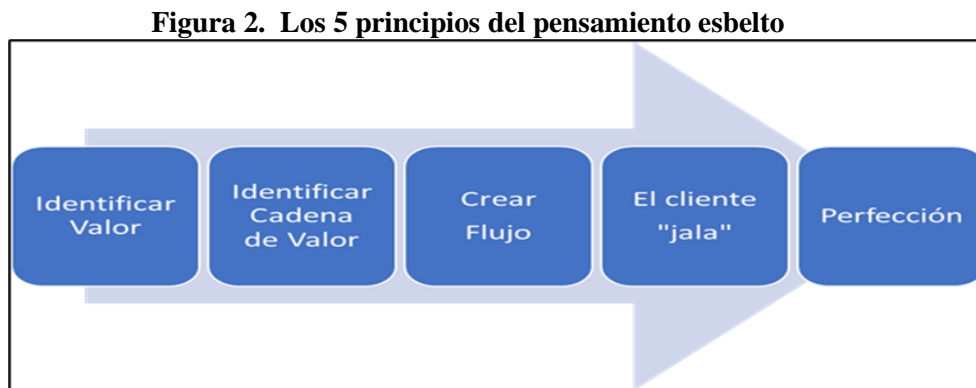 Figura 2.  Los 5 principios del pensamiento esbelto
Identificar
Valor
Identificar
Cadena
de Valor
Crear
Flujo
El cliente
"jala"
Perfección